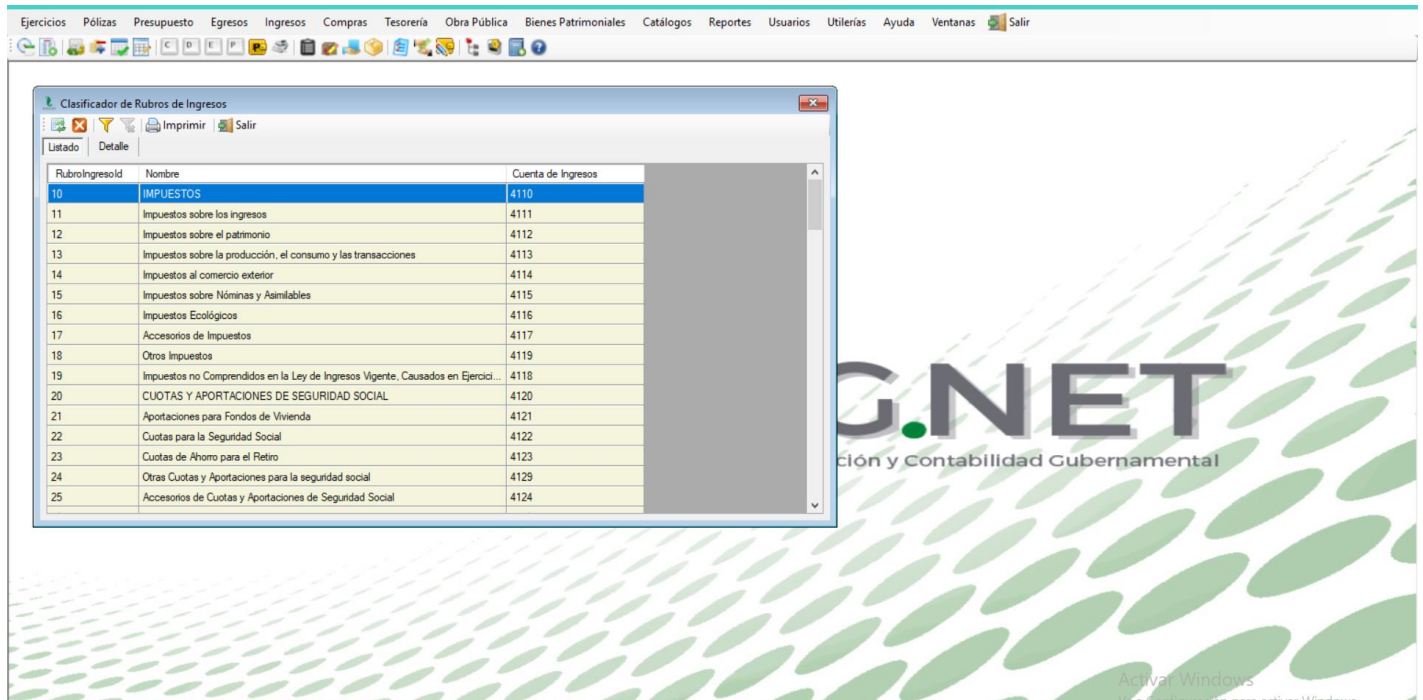 Ejercicios Pólizas Presupuesto Egresos Ingresos Compras Tesorería Obra Pública Bienes Patrimoniales Catálogos Reportes Usuarios Utilerías Ayuda Ventanas Salir
C D E P P
Clasificador de Rubros de Ingresos
Imprimir Salir
Listado Detalle
RubroIngresoId Nombre Cuenta de Ingresos
10 IMPUESTOS 4110
11 Impuestos sobre los ingresos 4111
12 Impuestos sobre el patrimonio 4112
13 Impuestos sobre la producción, el consumo y las transacciones 4113
14 Impuestos al comercio exterior 4114
15 Impuestos sobre Nóminas y Asimilables 4115
16 Impuestos Ecológicos 4116
17 Accesorios de Impuestos 4117
18 Otros Impuestos 4119
19 Impuestos no Comprendidos en la Ley de Ingresos Vigente, Causados en Ejercici... 4118
20 CUOTAS Y APORTACIONES DE SEGURIDAD SOCIAL 4120
21 Aportaciones para Fondos de Vivienda 4121
22 Cuotas para la Seguridad Social 4122
23 Cuotas de Ahorro para el Retiro 4123
24 Otras Cuotas y Aportaciones para la seguridad social 4129
25 Accesorios de Cuotas y Aportaciones de Seguridad Social 4124
G.NET
ción y Contabilidad Gubernamental
Activar Windows